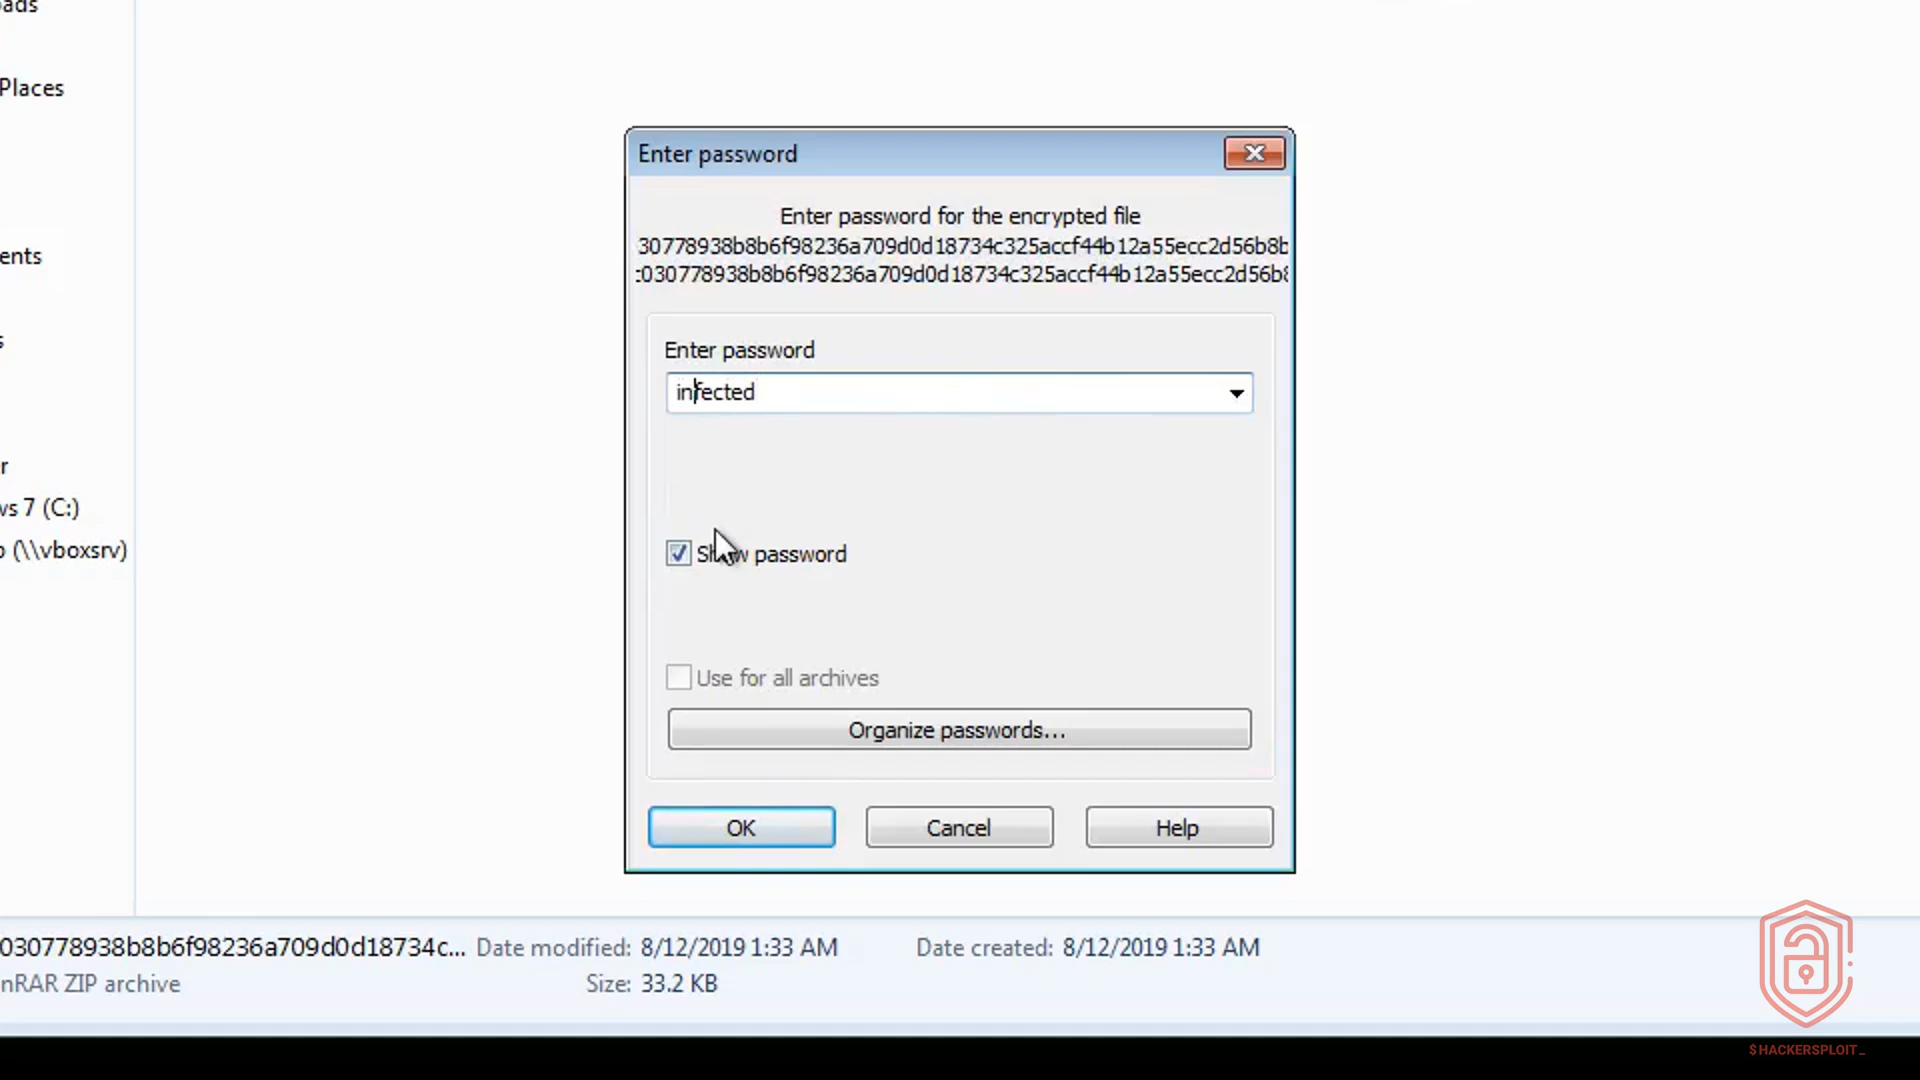 ads
Places
ents
s
r
ws 7 (C:)
p (\\vboxsrv)
Enter password
Enter password for the encrypted file
30778938b8b6f98236a709d0d18734c325accf44b12a55ecc2d56b8b
:030778938b8b6f98236a709d0d18734c325accf44b12a55ecc2d56b8
Enter password
infected
Show password
Use for all archives
Organize passwords...
OK Cancel Help
030778938b8b6f98236a709d0d18734c... Date modified: 8/12/2019 1:33 AM Date created: 8/12/2019 1:33 AM
nRAR ZIP archive Size: 33.2 KB
$HACKERSPLOIT_